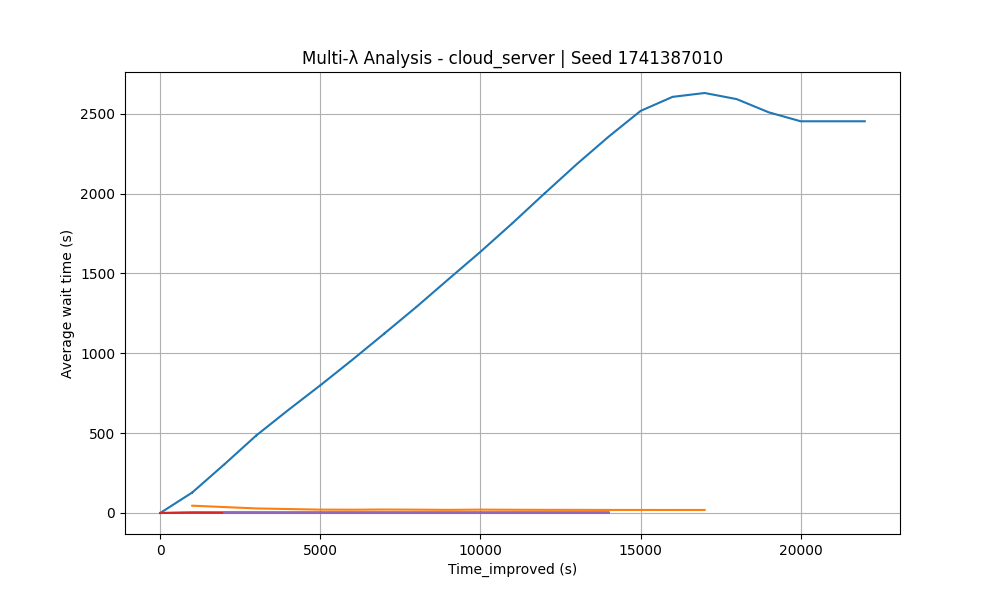 Multi-λ Analysis - cloud_server | Seed 1741387010
Average wait time (s)
2500
2000
1500
1000
500
0
0 5000 10000 15000 20000
Time_improved (s)